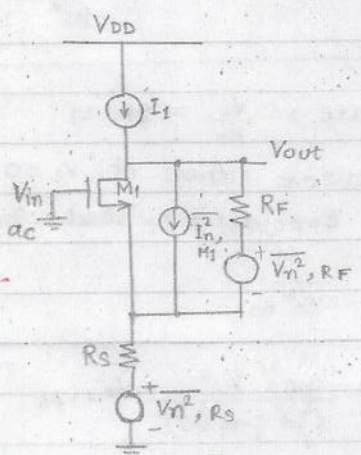 VDD
I1
Vout
Vin
M1
ac
In², M1
RF
+
Vn², RF
-
RS
+
Vn², RS
-